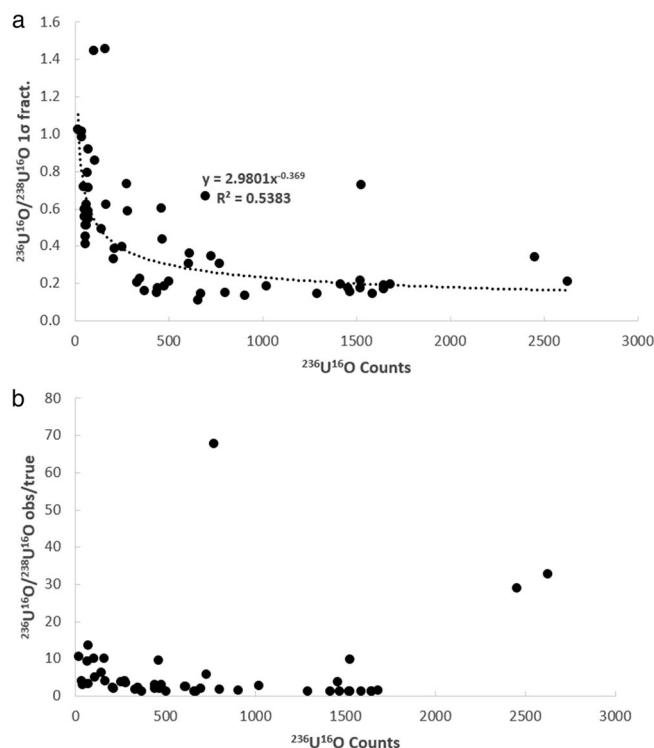 a
1.6
1.4
1.2
1.0
0.8
0.6
0.4
0.2
0.0
²³⁶U¹⁶O/²³⁸U¹⁶O 1σ fract.
y = 2.9801x⁻⁰·³⁶⁹
R² = 0.5383
0 500 1000 1500 2000 2500 3000
²³⁶U¹⁶O Counts
b
80
70
60
50
40
30
20
10
0
²³⁶U¹⁶O/²³⁸U¹⁶O obs/true
0 500 1000 1500 2000 2500 3000
²³⁶U¹⁶O Counts